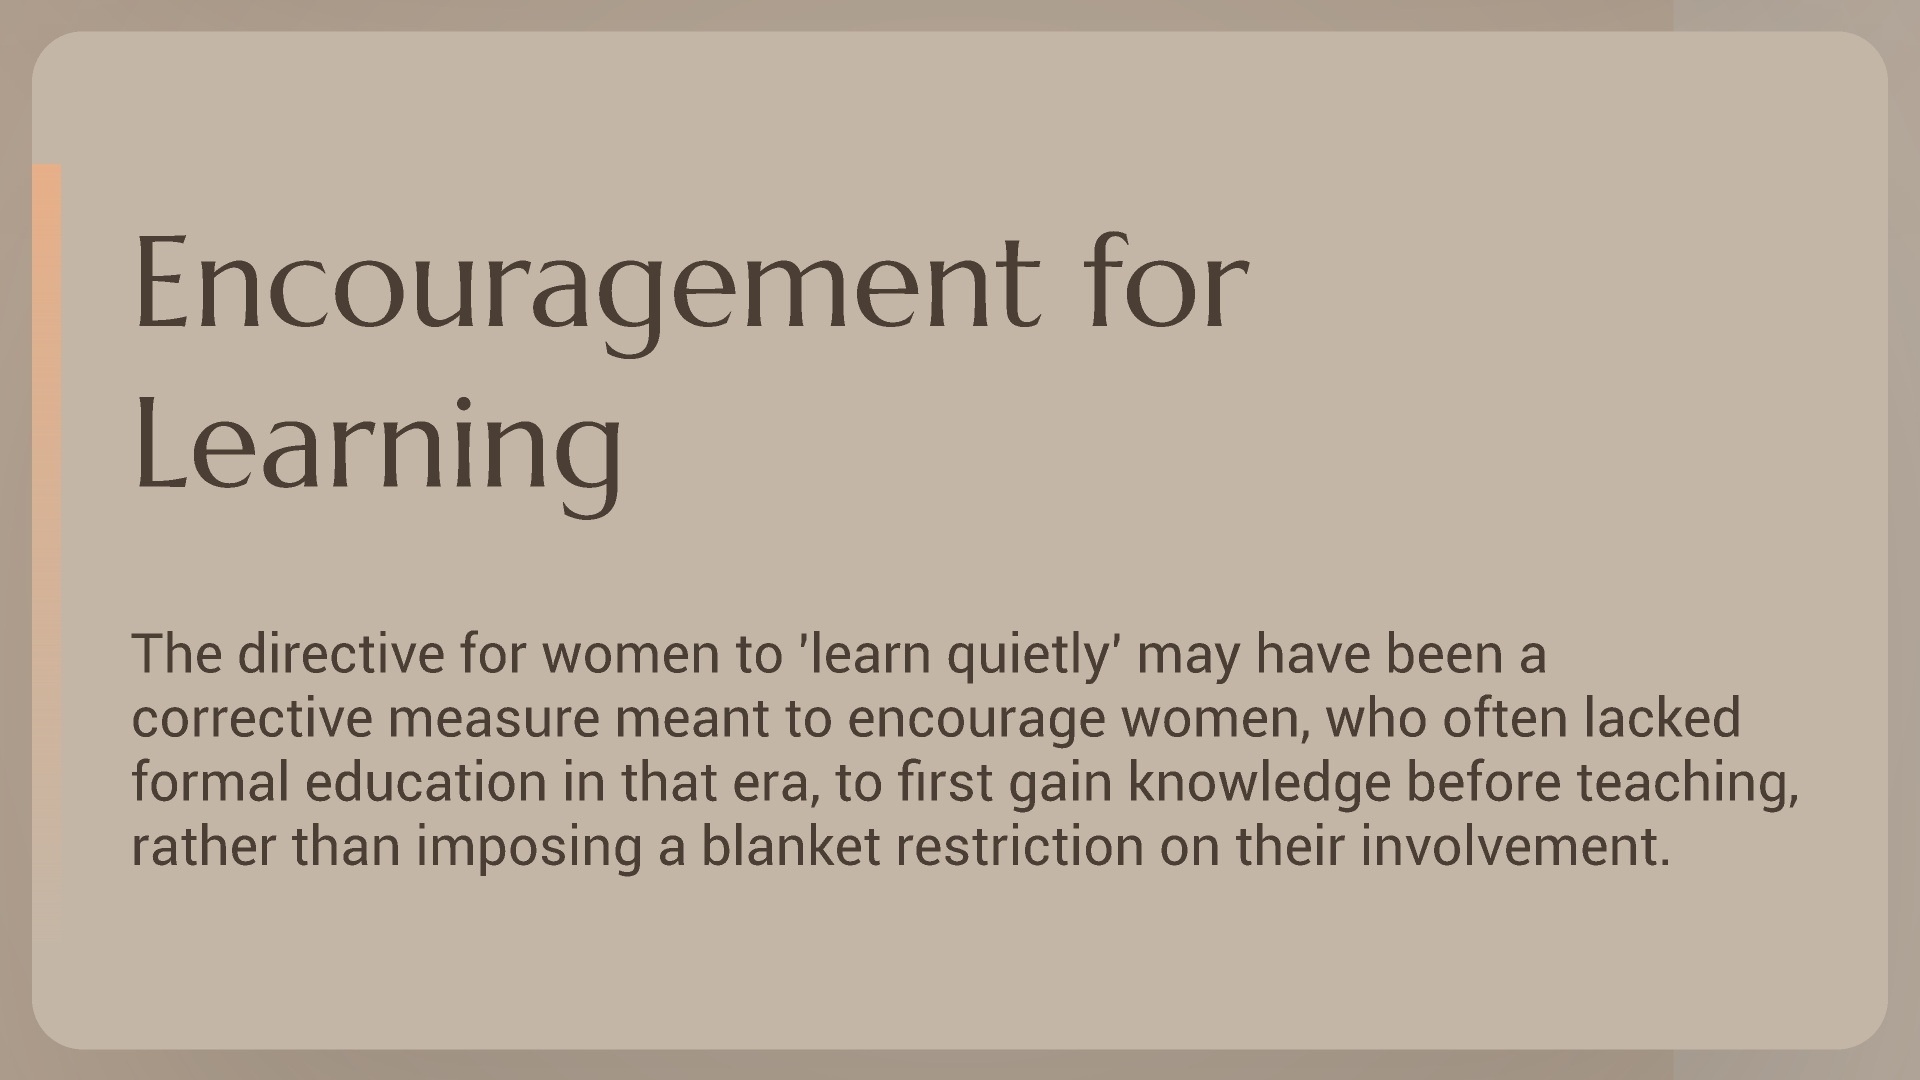 Encouragement for
Learning
The directive for women to 'learn quietly' may have been a
corrective measure meant to encourage women, who often lacked
formal education in that era, to first gain knowledge before teaching,
rather than imposing a blanket restriction on their involvement.